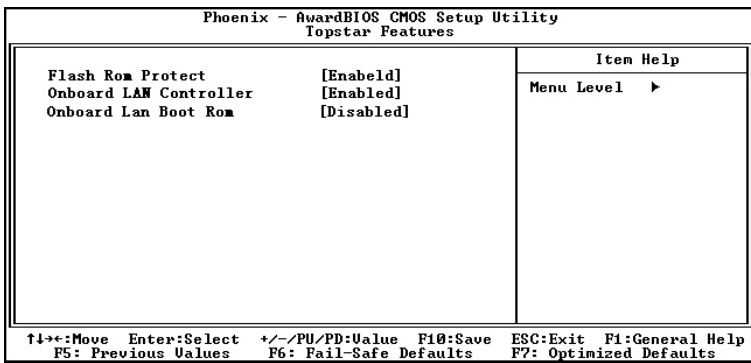 Phoenix - AwardBIOS CMOS Setup Utility
Topstar Features
Item Help
Flash Rom Protect [Enabeld]
Menu Level ►
Onboard LAN Controller [Enabled]
Onboard Lan Boot Rom [Disabled]
↑↓→←:Move Enter:Select +/-/PU/PD:Value F10:Save ESC:Exit F1:General Help
F5: Previous Values F6: Fail-Safe Defaults F7: Optimized Defaults